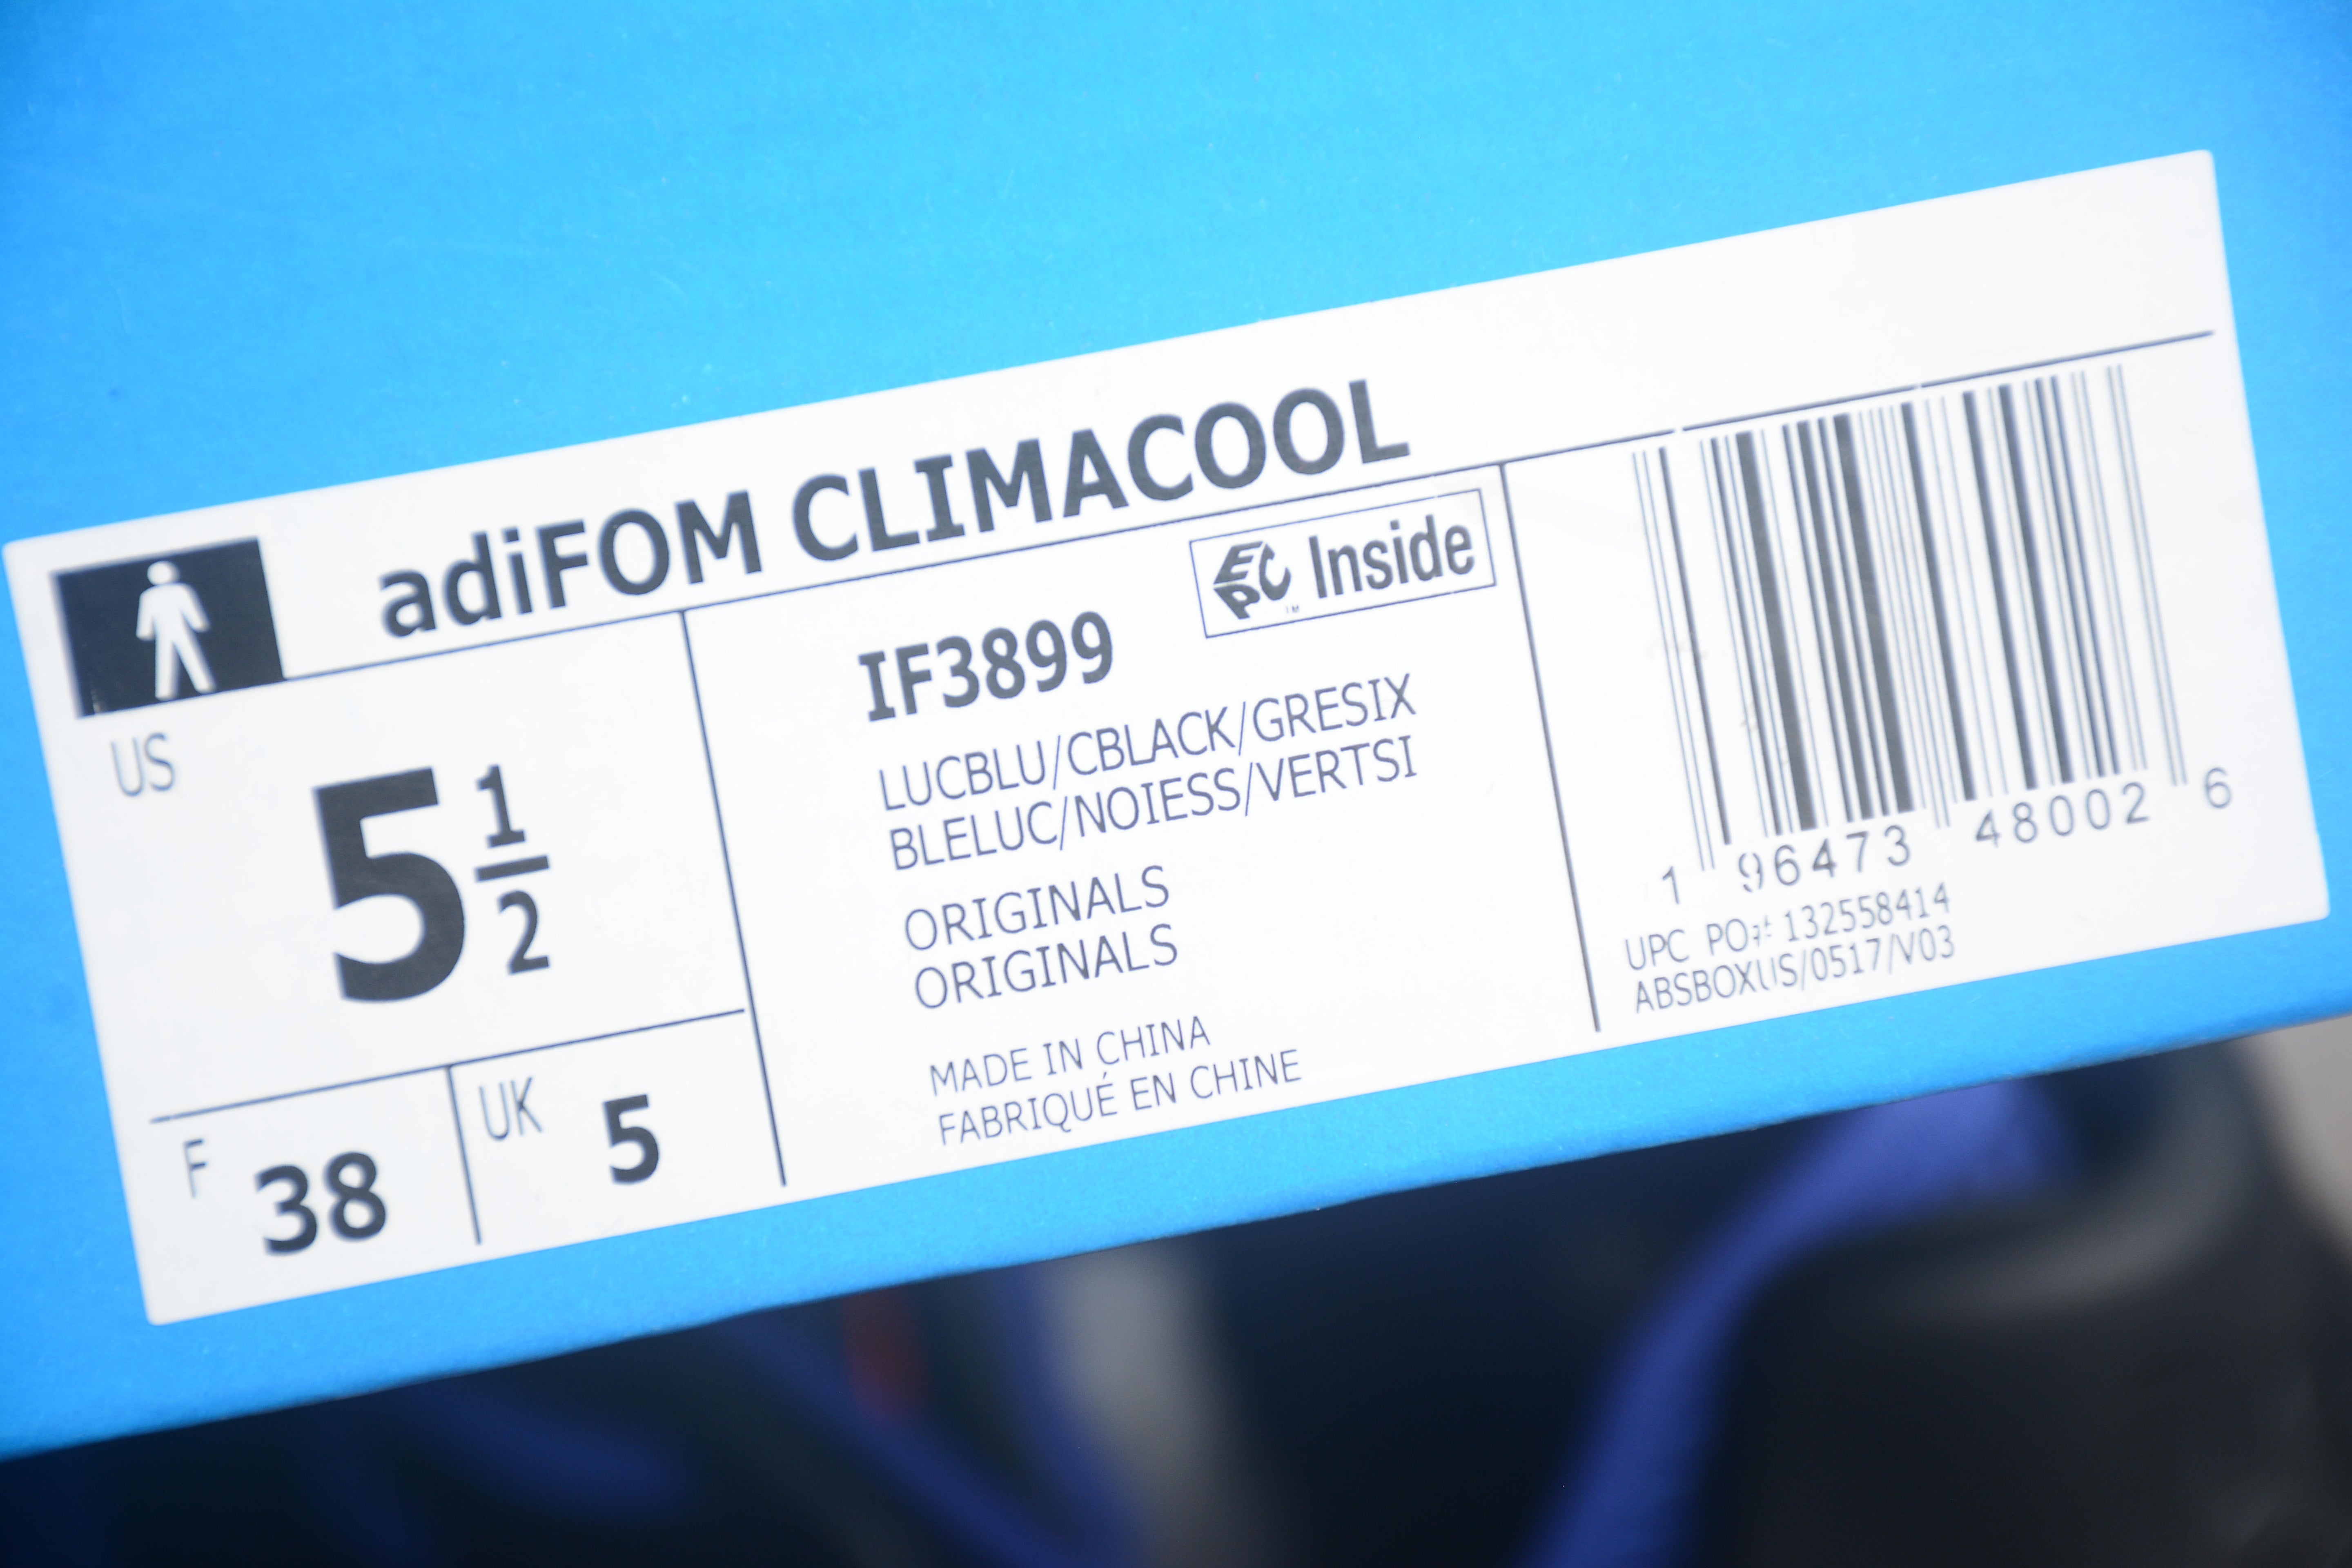 adiFOM CLIMACOOL
US
5 1/2
F 38
UK 5
IF3899
EPC™ Inside
LUCBLU/CBLACK/GRESIX
BLELUC/NOIESS/VERTSI
ORIGINALS
ORIGINALS
MADE IN CHINA
FABRIQUÉ EN CHINE
1 96473 48002 6
UPC PO# 132558414
ABSBOXUS/0517/V03